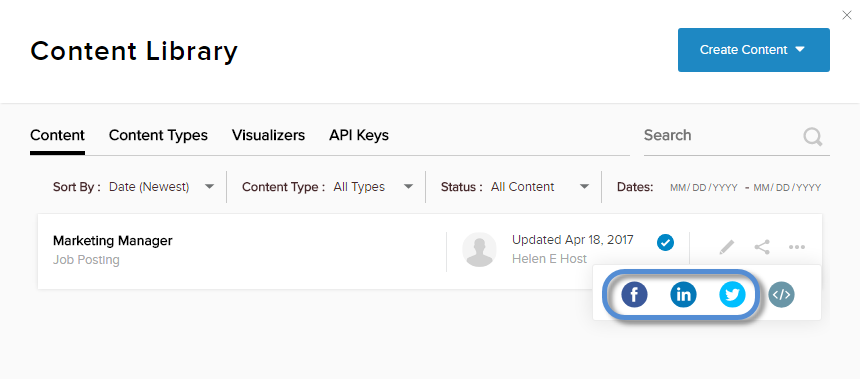 Content Library
Create Content
Content Content Types Visualizers API Keys Search
Sort By : Date (Newest) Content Type : All Types Status : All Content Dates: MM/ DD /YYYY - MM/ DD /YYYY
Marketing Manager
Job Posting
Updated Apr 18, 2017
Helen E Host